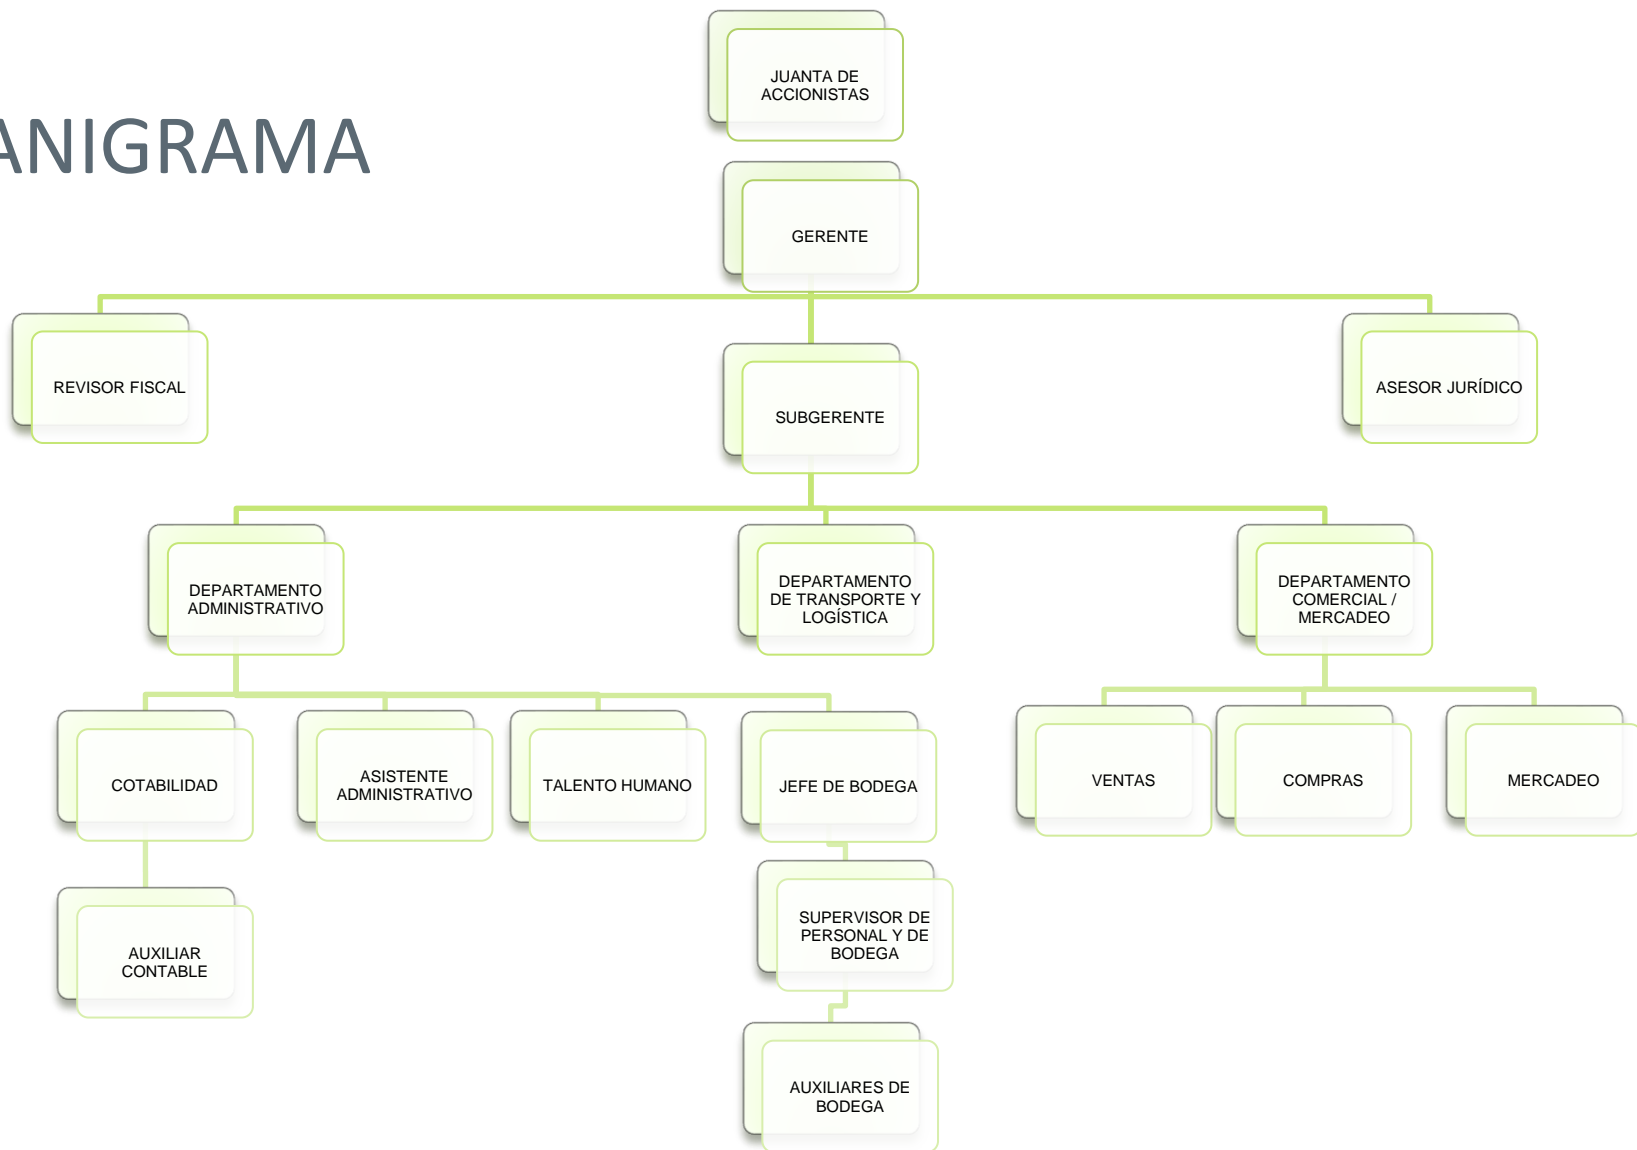 JUANTA DE
ACCIONISTAS
ANIGRAMA
GERENTE
REVISOR FISCAL
SUBGERENTE
ASESOR JURÍDICO
DEPARTAMENTO
ADMINISTRATIVO
DEPARTAMENTO
DE TRANSPORTE Y
LOGÍSTICA
DEPARTAMENTO
COMERCIAL /
MERCADEO
COTABILIDAD
ASISTENTE
ADMINISTRATIVO
TALENTO HUMANO
JEFE DE BODEGA
VENTAS
COMPRAS
MERCADEO
AUXILIAR
CONTABLE
SUPERVISOR DE
PERSONAL Y DE
BODEGA
AUXILIARES DE
BODEGA